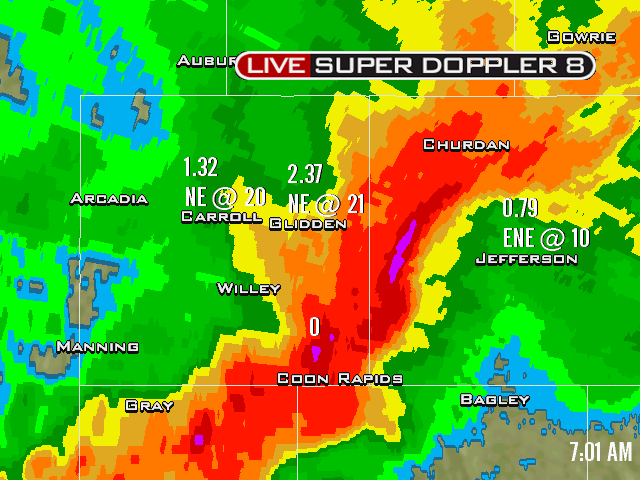 GOWRIE
AUBUR
LIVE SUPER DOPPLER 8
CHURDAN
1.32
NE @ 20
CARROLL
2.37
NE @ 21
GLIDDEN
ARCADIA
0.79
ENE @ 10
JEFFERSON
WILLEY
0
MANNING
COON RAPIDS
GRAY
BAGLEY
7:01 AM